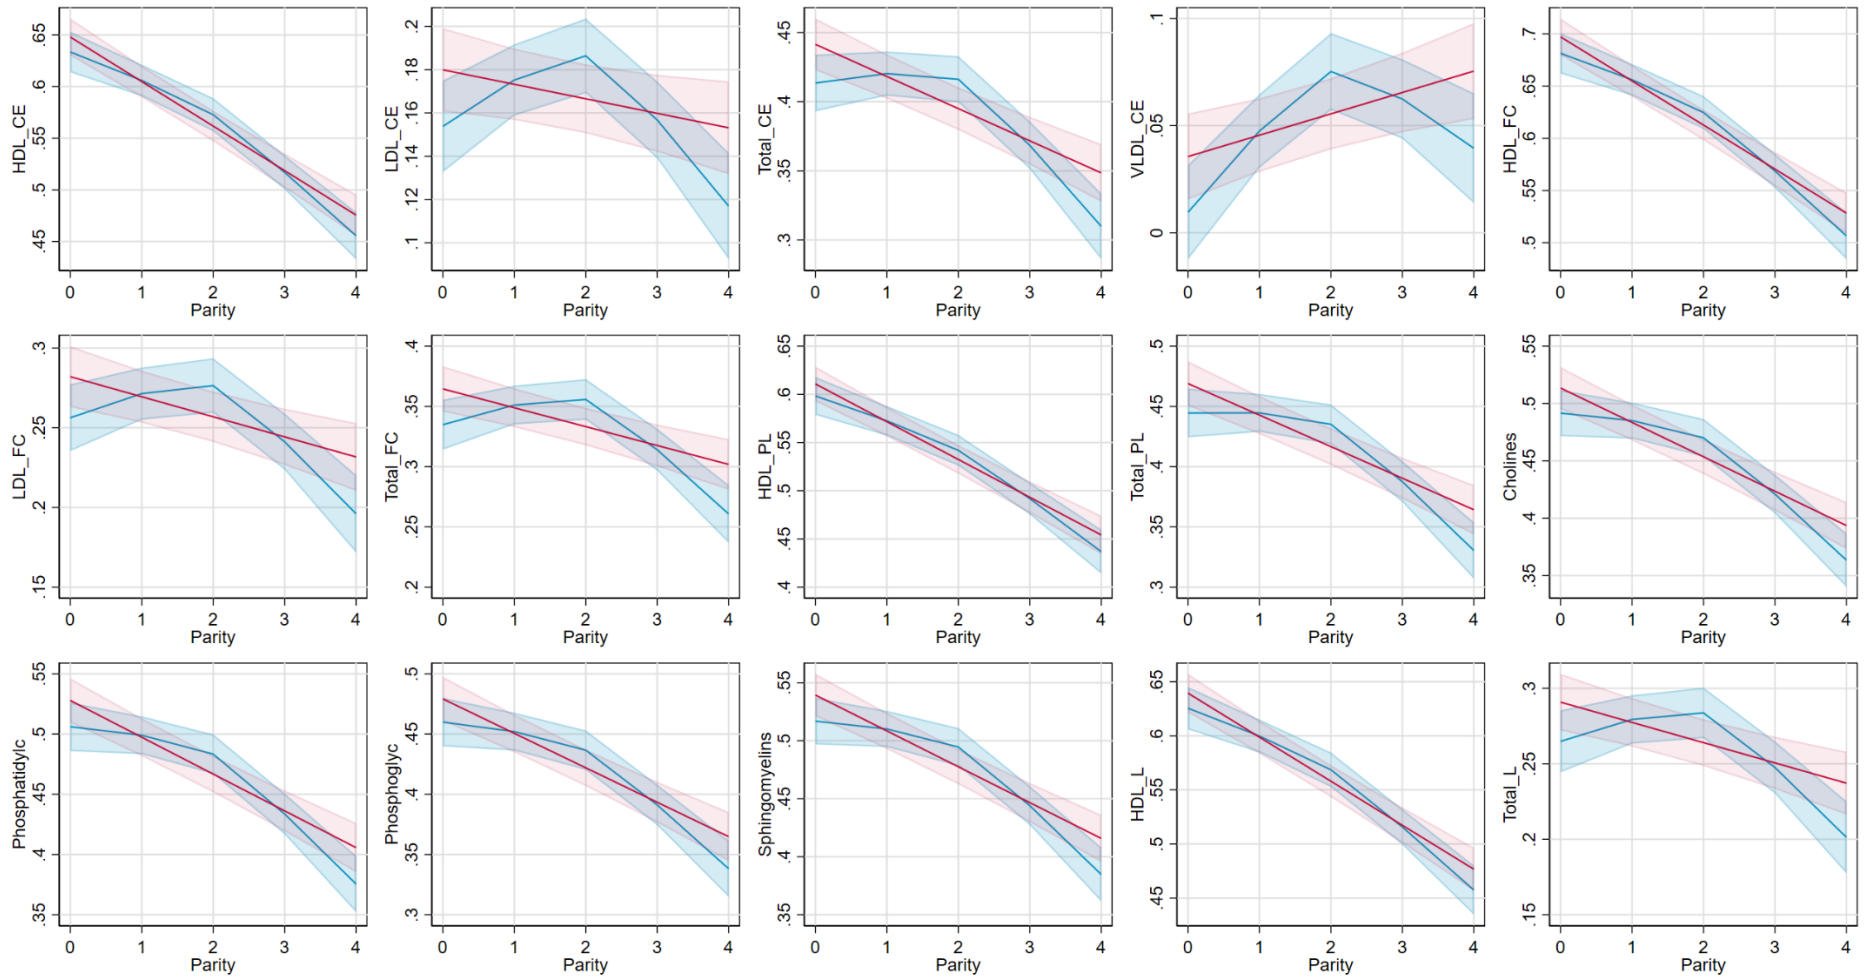 HDL_CE
.65
.6
.55
.5
.45
0 1 2 3 4
Parity
LDL_CE
.2
.18
.16
.14
.12
.1
0 1 2 3 4
Parity
Total_CE
.45
.4
.35
.3
0 1 2 3 4
Parity
VLDL_CE
.1
.05
0
0 1 2 3 4
Parity
HDL_FC
.7
.65
.6
.55
.5
0 1 2 3 4
Parity
LDL_FC
.3
.25
.2
.15
0 1 2 3 4
Parity
Total_FC
.4
.35
.3
.25
.2
0 1 2 3 4
Parity
HDL_PL
.65
.6
.55
.5
.45
.4
0 1 2 3 4
Parity
Total_PL
.5
.45
.4
.35
.3
0 1 2 3 4
Parity
Cholines
.55
.5
.45
.4
.35
0 1 2 3 4
Parity
Phosphatidylc
.55
.5
.45
.4
.35
0 1 2 3 4
Parity
Phosphoglyc
.5
.45
.4
.35
.3
0 1 2 3 4
Parity
Sphingomyelins
.55
.5
.45
.4
.35
0 1 2 3 4
Parity
HDL_L
.65
.6
.55
.5
.45
0 1 2 3 4
Parity
Total_L
.3
.25
.2
.15
0 1 2 3 4
Parity